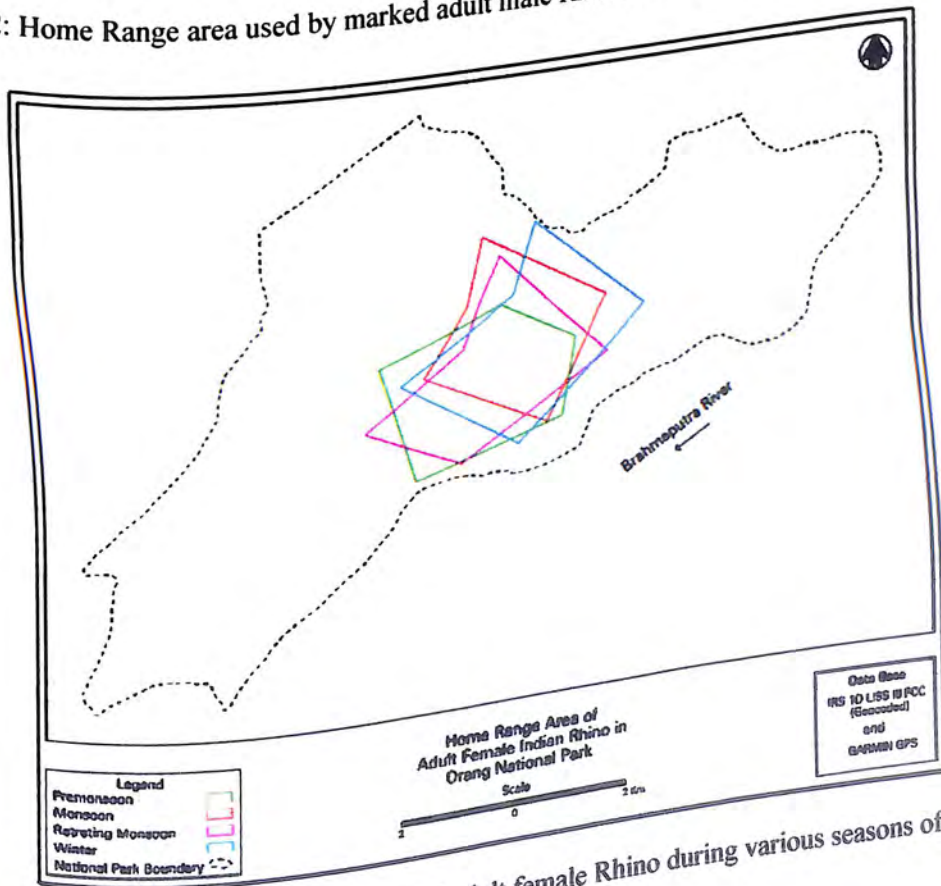 : Home Range area used by marked adult male
Brahmaputra River
Home Range Area of
Adult Female Indian Rhino in
Orang National Park
Scale
2 0 2 Km
Data Base
IRS 1D LISS III FCC
(Geocoded)
and
GARMIN GPS
Legend
Premonsoon
Monsoon
Retreting Monsoon
Winter
National Park Boundary
female Rhino during various seasons of